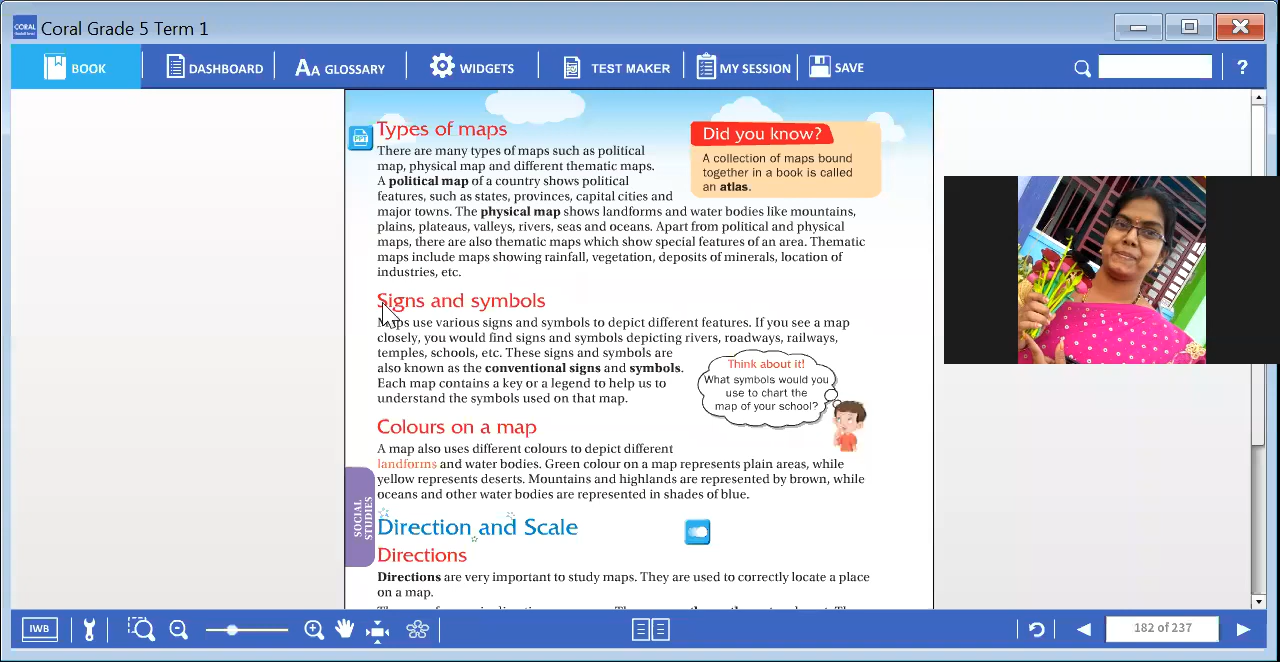 CORAL
Coral Grade 5 Term 1
BOOK
DASHBOARD
AA GLOSSARY
WIDGETS
TEST MAKER
MY SESSION
SAVE
?
Types of maps
PPT
There are many types of maps such as political
map, physical map and different thematic maps.
A political map of a country shows political
features, such as states, provinces, capital cities and
major towns. The physical map shows landforms and water bodies like mountains,
plains, plateaus, valleys, rivers, seas and oceans. Apart from political and physical
maps, there are also thematic maps which show special features of an area. Thematic
maps include maps showing rainfall, vegetation, deposits of minerals, location of
industries, etc.
Did you know?
A collection of maps bound
together in a book is called
an atlas.
Signs and symbols
Maps use various signs and symbols to depict different features. If you see a map
closely, you would find signs and symbols depicting rivers, roadways, railways,
temples, schools, etc. These signs and symbols are
also known as the conventional signs and symbols.
Each map contains a key or a legend to help us to
understand the symbols used on that map.
Think about it!
What symbols would you
use to chart the
map of your school?
Colours on a map
A map also uses different colours to depict different
landforms and water bodies. Green colour on a map represents plain areas, while
yellow represents deserts. Mountains and highlands are represented by brown, while
oceans and other water bodies are represented in shades of blue.
SOCIAL
STUDIES
Direction and Scale
Directions
Directions are very important to study maps. They are used to correctly locate a place
on a map.
IWB
182 of 237